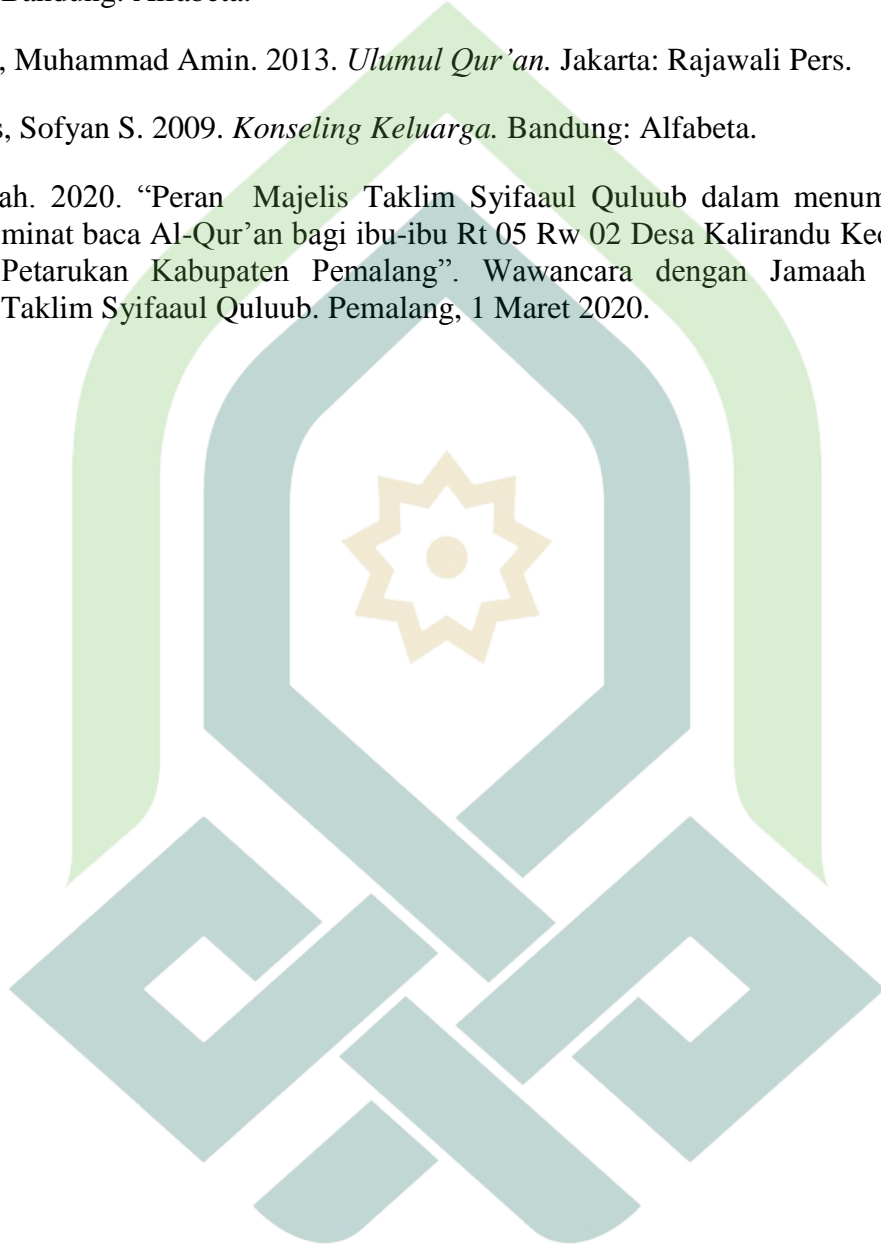 Bandung: Alfabeta.
, Muhammad Amin. 2013. Ulumul Qur’an. Jakarta: Rajawali Pers.
s, Sofyan S. 2009. Konseling Keluarga. Bandung: Alfabeta.
ah. 2020. “Peran Majelis Taklim Syifaaul Quluub dalam menum
minat baca Al-Qur’an bagi ibu-ibu Rt 05 Rw 02 Desa Kalirandu Kec
Petarukan Kabupaten Pemalang”. Wawancara dengan Jamaah
Taklim Syifaaul Quluub. Pemalang, 1 Maret 2020.